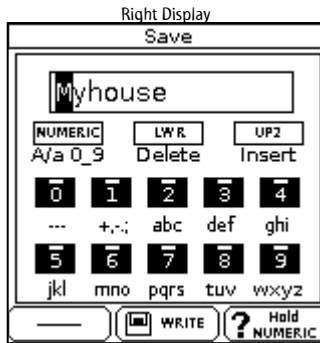 Right Display
Save
Myhouse
NUMERIC LWR UP2
A/a 0_9 Delete Insert
0 1 2 3 4
--- +,-.; abc def ghi
5 6 7 8 9
jkl mno pqrs tuv wxyz
WRITE ? Hold NUMERIC